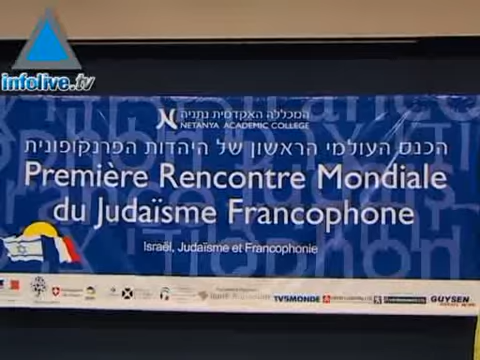 infolive.tv
המכללה האקדמית נתניה
NETANYA ACADEMIC COLLEGE
הכנס העולמי הראשון של היהדות הפרנקופונית
Première Rencontre Mondiale
du Judaïsme Francophone
Israël, Judaïsme et Francophonie
TV5MONDE
GUYSEN